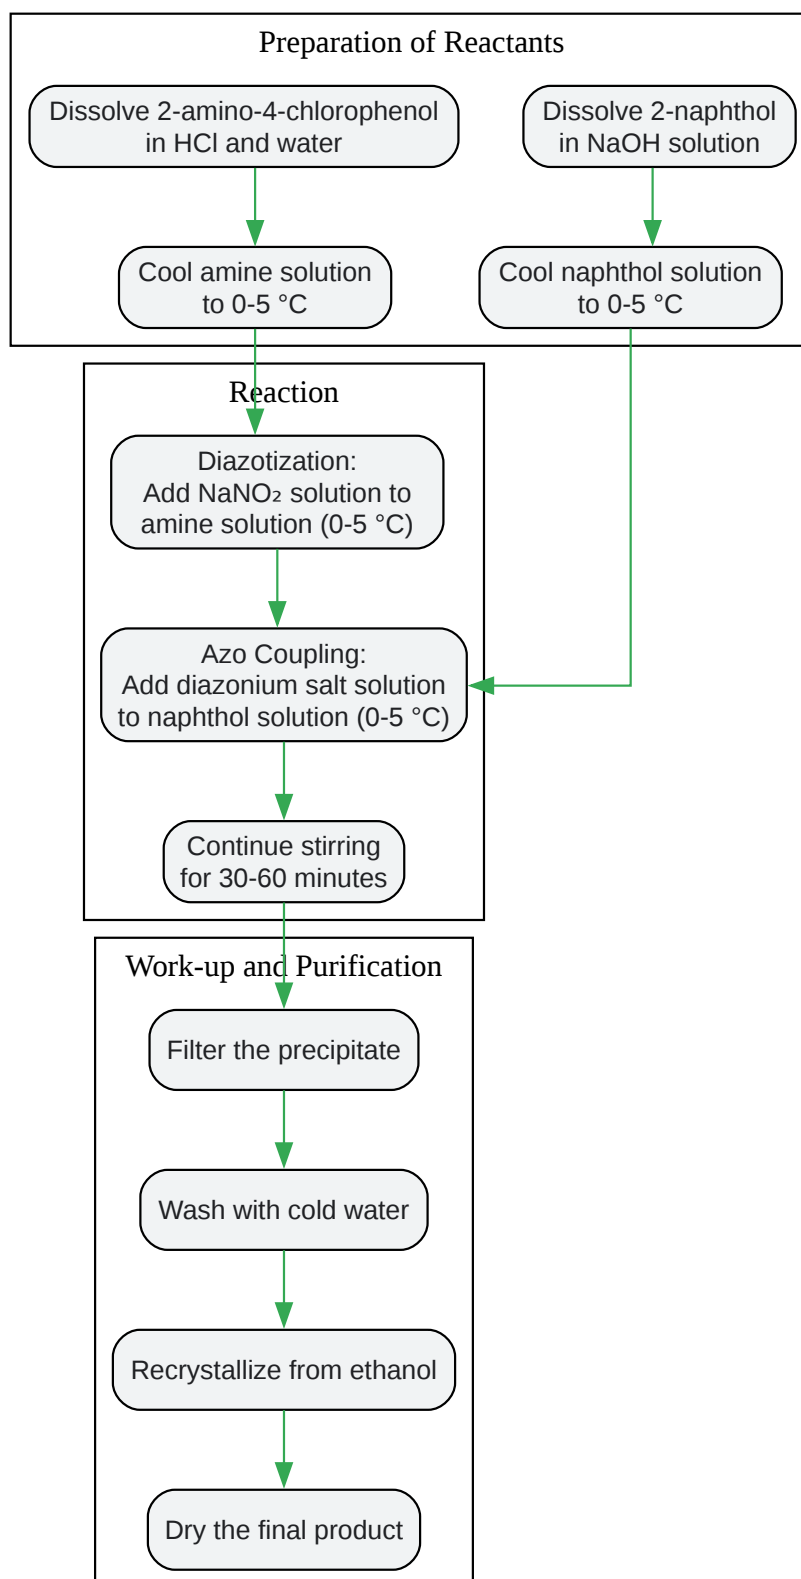 Preparation of Reactants
Dissolve 2-amino-4-chlorophenol
in HCl and water
Dissolve 2-naphthol
in NaOH solution
Cool amine solution
to 0-5 °C
Cool naphthol solution
to 0-5 °C
Reaction
Diazotization:
Add NaNO₂ solution to
amine solution (0-5 °C)
Azo Coupling:
Add diazonium salt solution
to naphthol solution (0-5 °C)
Continue stirring
for 30-60 minutes
Work-up and Purification
Filter the precipitate
Wash with cold water
Recrystallize from ethanol
Dry the final product